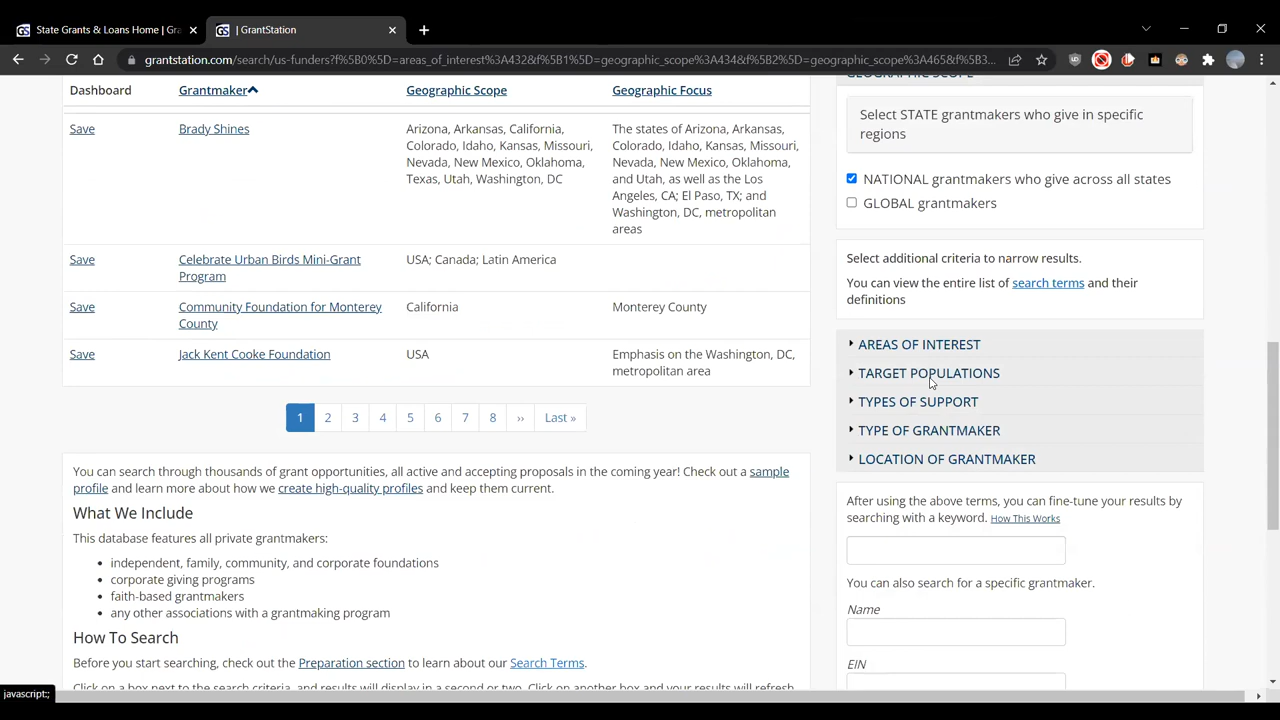 State Grants & Loans Home | Gra
| GrantStation
grantstation.com/search/us-funders?f%5B0%5D=areas_of_interest%3A432&f%5B1%5D=geographic_scope%3A434&f%5B2%5D=geographic_scope%3A465&f%5B3%5D=...
Dashboard Grantmaker Geographic Scope Geographic Focus
Save Brady Shines
Arizona, Arkansas, California,
Colorado, Idaho, Kansas, Missouri,
Nevada, New Mexico, Oklahoma,
Texas, Utah, Washington, DC
The states of Arizona, Arkansas,
Colorado, Idaho, Kansas, Missouri,
Nevada, New Mexico, Oklahoma,
and Utah, as well as the Los
Angeles, CA; El Paso, TX; and
Washington, DC, metropolitan
areas
Save Celebrate Urban Birds Mini-Grant
Program
USA; Canada; Latin America
Save Community Foundation for Monterey
County
California Monterey County
Save Jack Kent Cooke Foundation USA
Emphasis on the Washington, DC,
metropolitan area
1 2 3 4 5 6 7 8 ›› Last »
You can search through thousands of grant opportunities, all active and accepting proposals in the coming year! Check out a sample
profile and learn more about how we create high-quality profiles and keep them current.
What We Include
This database features all private grantmakers:
• independent, family, community, and corporate foundations
• corporate giving programs
• faith-based grantmakers
• any other associations with a grantmaking program
How To Search
Before you start searching, check out the Preparation section to learn about our Search Terms.
Click on a box next to the search criteria, and results will display in a second or two. Click on another box and your results will refresh
GEOGRAPHIC SCOPE
Select STATE grantmakers who give in specific
regions
NATIONAL grantmakers who give across all states
GLOBAL grantmakers
Select additional criteria to narrow results.
You can view the entire list of search terms and their
definitions
AREAS OF INTEREST
TARGET POPULATIONS
TYPES OF SUPPORT
TYPE OF GRANTMAKER
LOCATION OF GRANTMAKER
After using the above terms, you can fine-tune your results by
searching with a keyword. How This Works
You can also search for a specific grantmaker.
Name
EIN
javascript:;